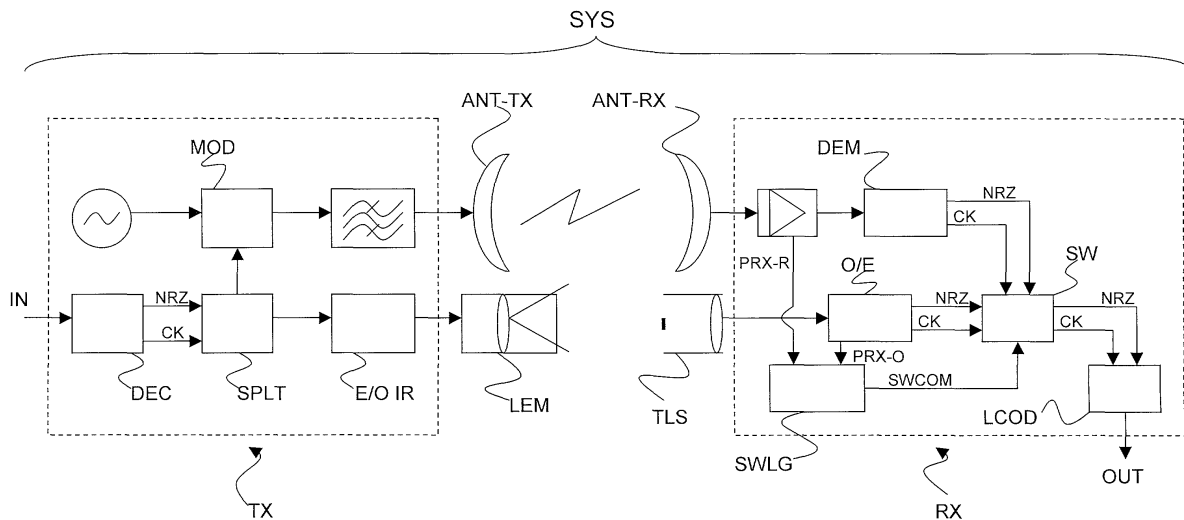 SYS
ANT-TX
ANT-RX
MOD
DEM
NRZ
CK
PRX-R
O/E
SW
IN
NRZ
CK
NRZ
CK
NRZ
CK
PRX-O
SWCOM
DEC
SPLT
E/O IR
LEM
TLS
LCOD
SWLG
OUT
TX
RX